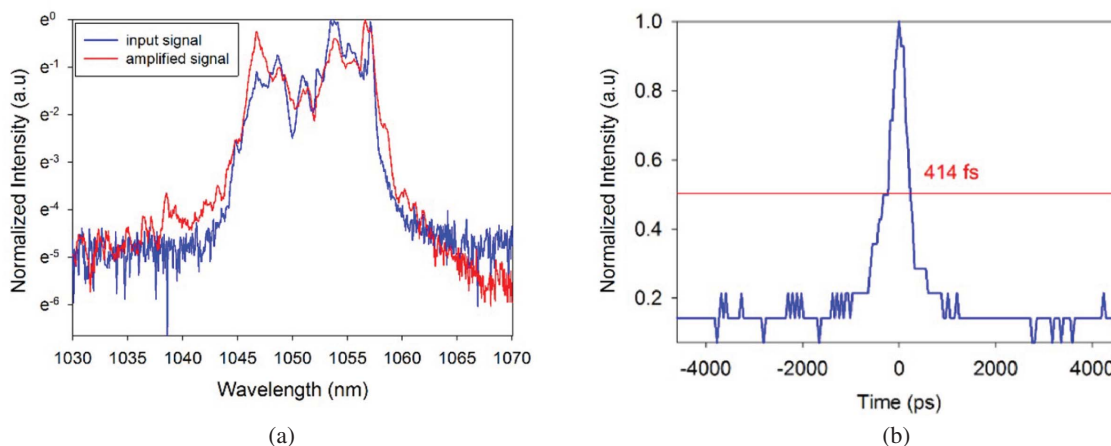 input signal
amplified signal
Normalized Intensity (a.u)
e0
e-1
e-2
e-3
e-4
e-5
e-6
1030 1035 1040 1045 1050 1055 1060 1065 1070
Wavelength (nm)
(a)
Normalized Intensity (a.u)
1.0
0.8
0.6
0.4
0.2
414 fs
-4000 -2000 0 2000 4000
Time (ps)
(b)